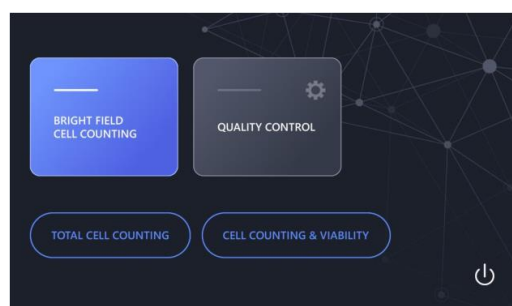 BRIGHT FIELD
CELL COUNTING
QUALITY CONTROL
TOTAL CELL COUNTING
CELL COUNTING & VIABILITY